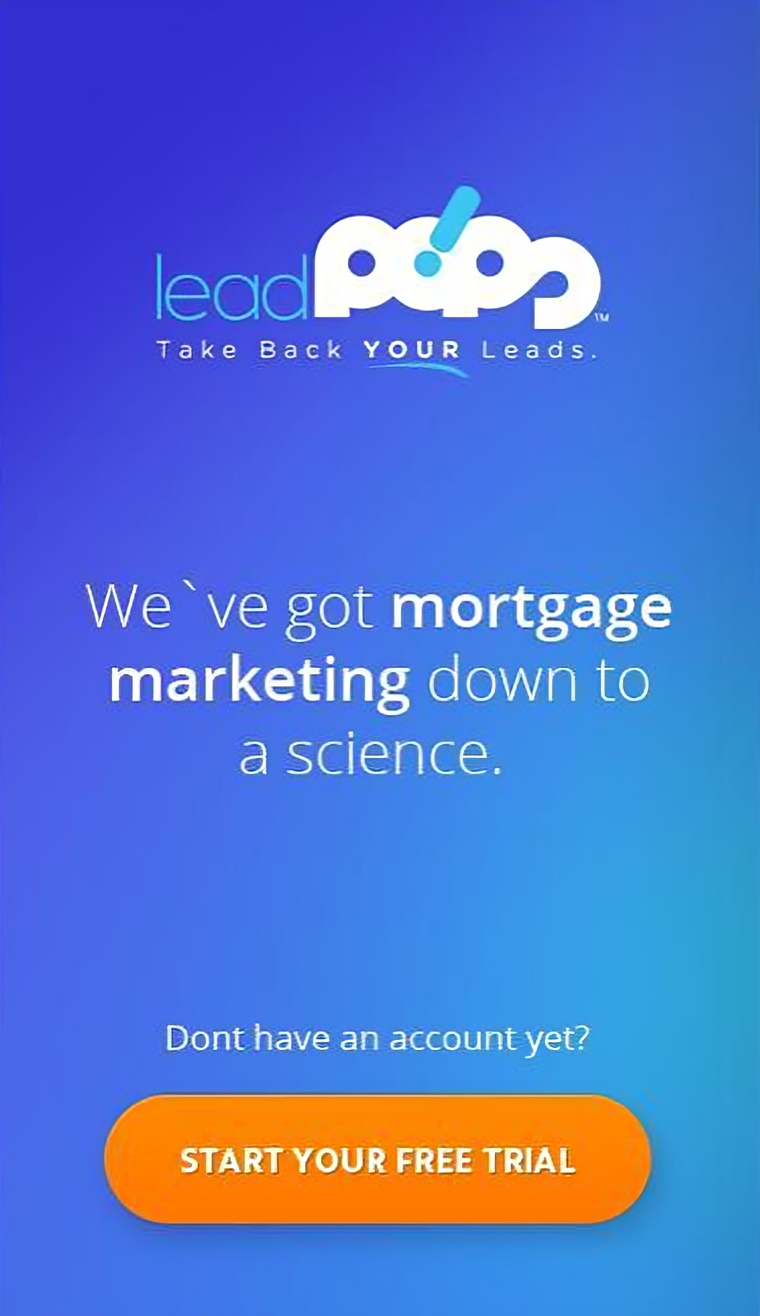 leadpops™
Take Back YOUR Leads.
We`ve got mortgage
marketing down to
a science.
Dont have an account yet?
START YOUR FREE TRIAL